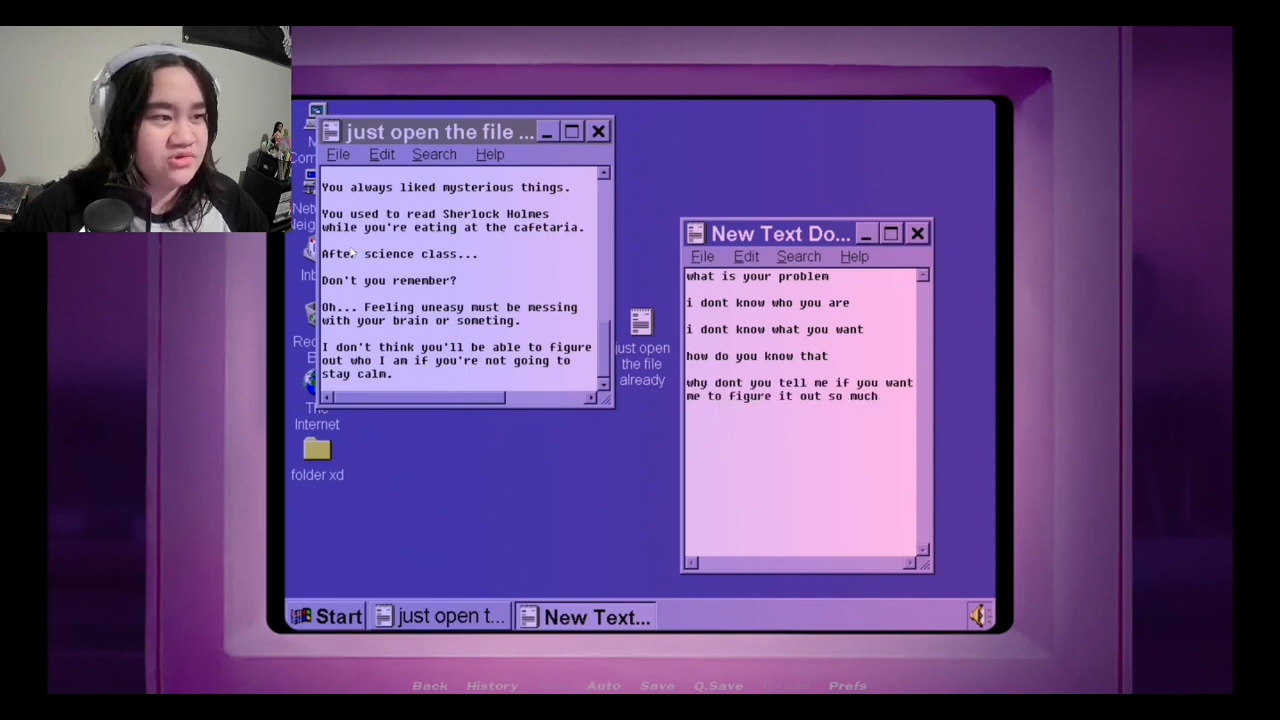 just open the file ...
File Edit Search Help
You always liked mysterious things.
You used to read Sherlock Holmes
while you're eating at the cafetaria.
After science class...
Don't you remember?
Oh... Feeling uneasy must be messing
with your brain or someting.
I don't think you'll be able to figure
out who I am if you're not going to
stay calm.
The
Internet
folder xd
just open
the file
already
New Text Do...
File Edit Search Help
what is your problem
i dont know who you are
i dont know what you want
how do you know that
why dont you tell me if you want
me to figure it out so much
Start just open t... New Text...
Back History Auto Save Q.Save Prefs